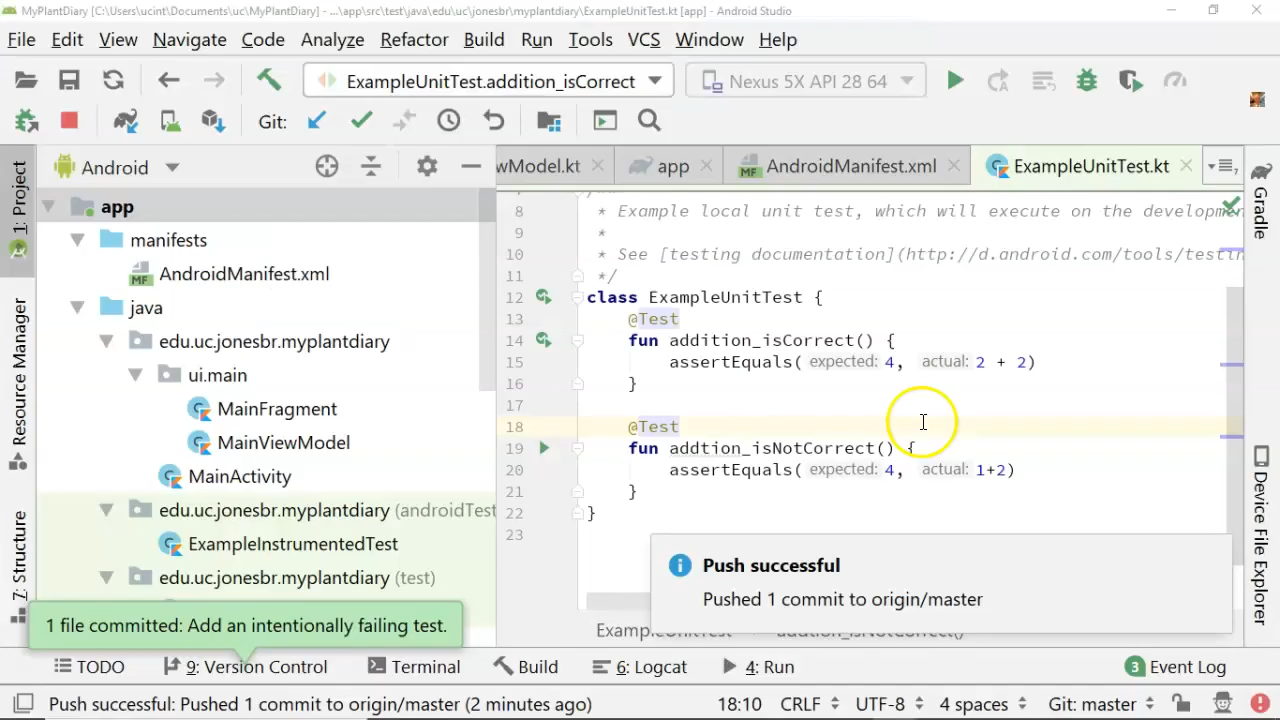 MyPlantDiary [C:\Users\ucint\Documents\uc\MyPlantDiary] - ...\app\src\test\java\edu\uc\jonesbr\myplantdiary\ExampleUnitTest.kt [app] - Android Studio
File Edit View Navigate Code Analyze Refactor Build Run Tools VCS Window Help
ExampleUnitTest.addition_isCorrect Nexus 5X API 28 64
Git:
Android
wModel.kt app AndroidManifest.xml ExampleUnitTest.kt
1: Project
Resource Manager
7: Structure
app
manifests
MF AndroidManifest.xml
java
edu.uc.jonesbr.myplantdiary
ui.main
MainFragment
MainViewModel
MainActivity
edu.uc.jonesbr.myplantdiary (androidTest
ExampleInstrumentedTest
edu.uc.jonesbr.myplantdiary (test)
8 * Example local unit test, which will execute on the developmen
9 *
10 * See [testing documentation](http://d.android.com/tools/testin
11 */
12 class ExampleUnitTest {
13 @Test
14 fun addition_isCorrect() {
15 assertEquals( expected: 4, actual: 2 + 2)
16 }
17
18 @Test
19 fun addtion_isNotCorrect() {
20 assertEquals( expected: 4, actual: 1+2)
21 }
22 }
23
Gradle
Device File Explorer
Push successful
Pushed 1 commit to origin/master
1 file committed: Add an intentionally failing test.
TODO 9: Version Control Terminal Build 6: Logcat 4: Run 3 Event Log
Push successful: Pushed 1 commit to origin/master (2 minutes ago) 18:10 CRLF UTF-8 4 spaces Git: master